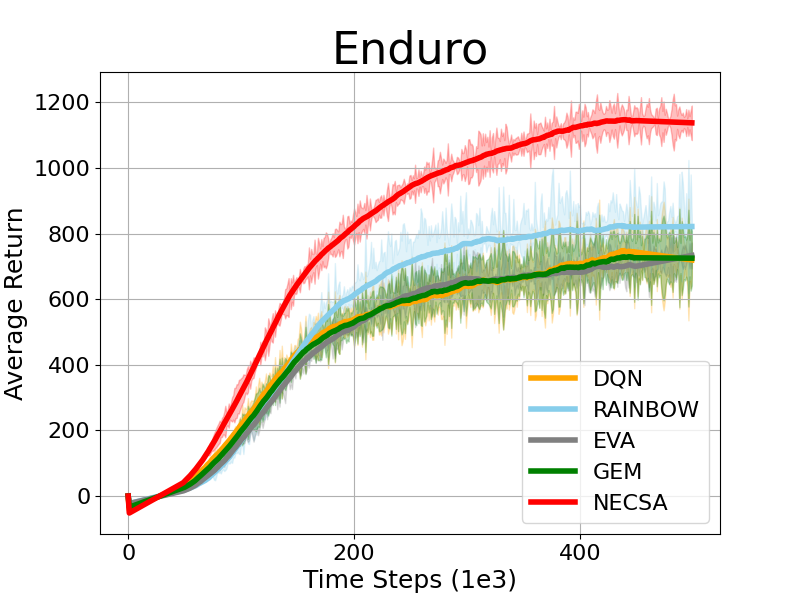 Enduro
Average Return
1200
1000
800
600
400
200
0
0 200 400
Time Steps (1e3)
DQN
RAINBOW
EVA
GEM
NECSA